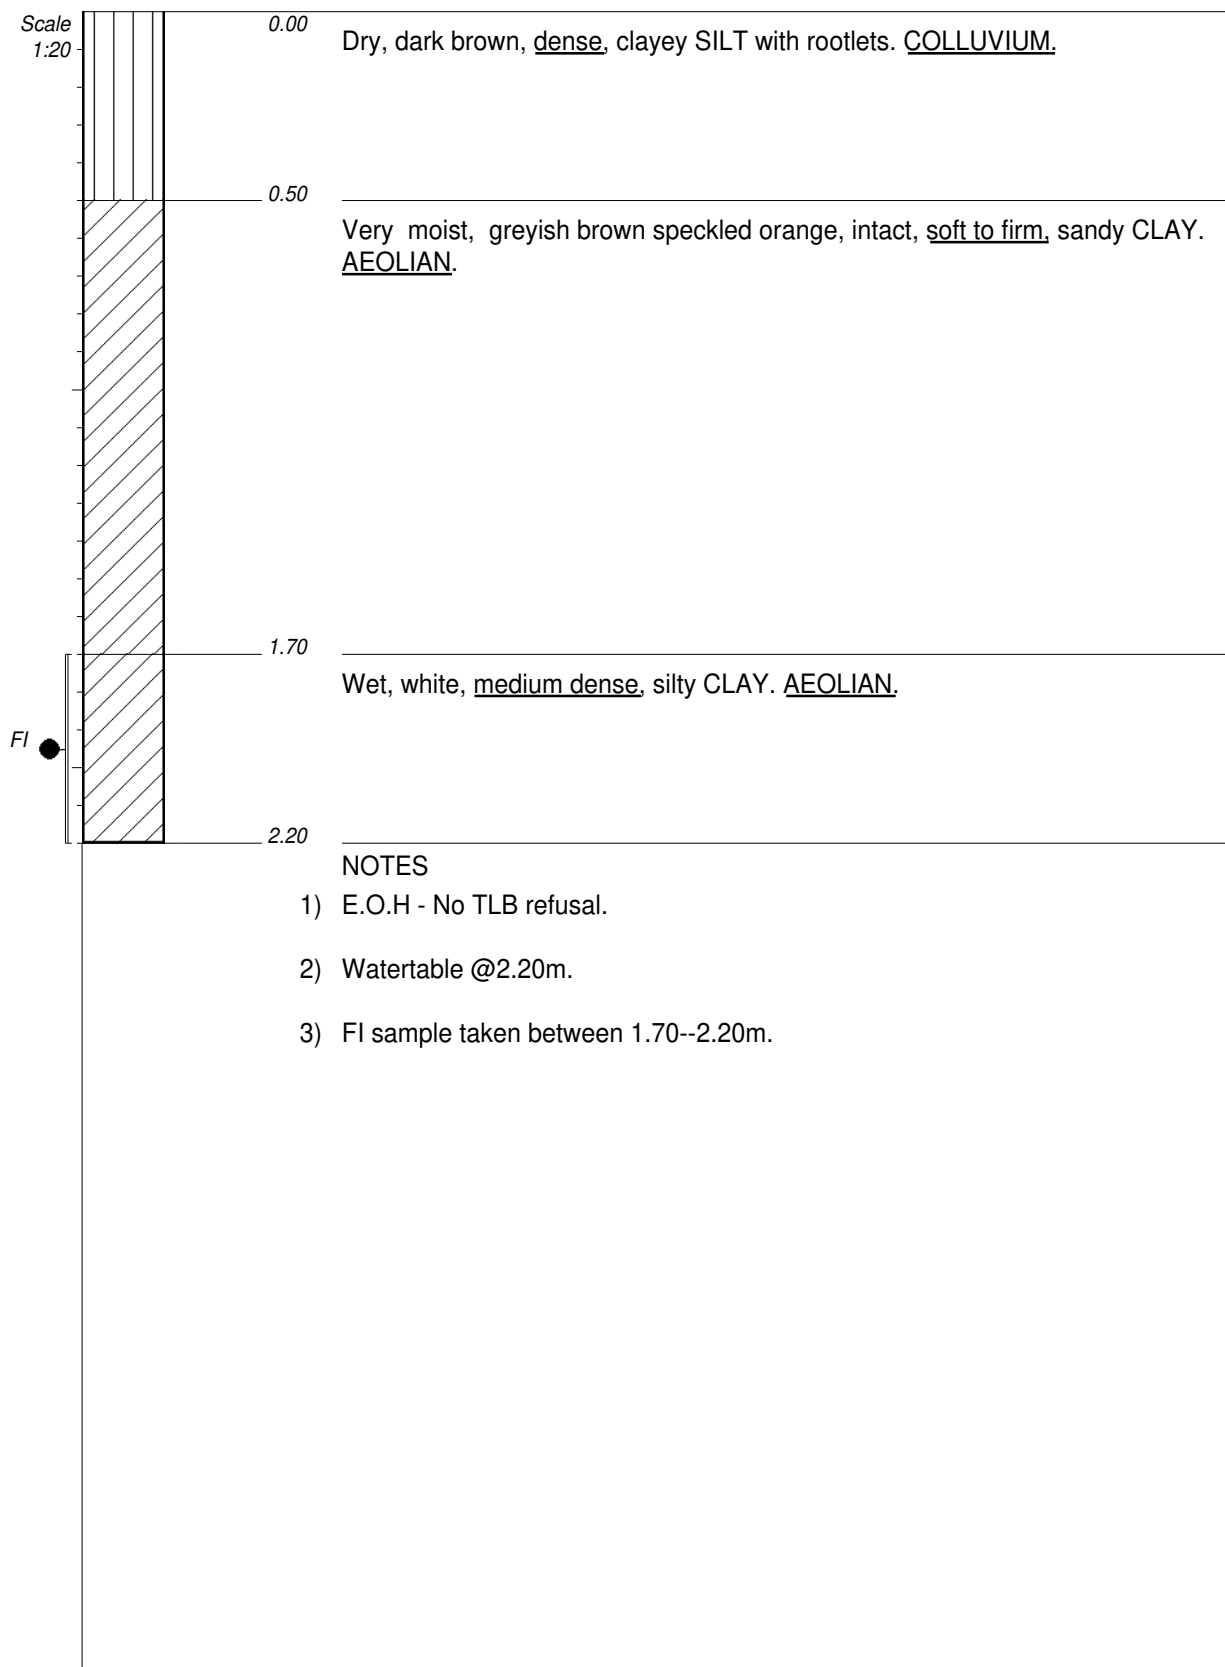 Scale
1:20
0.00
Dry, dark brown, dense, clayey SILT with rootlets. COLLUVIUM.
0.50
Very moist, greyish brown speckled orange, intact, soft to firm, sandy CLAY.
AEOLIAN.
1.70
Wet, white, medium dense, silty CLAY. AEOLIAN.
FI
2.20
NOTES
1) E.O.H - No TLB refusal.
2) Watertable @2.20m.
3) FI sample taken between 1.70--2.20m.